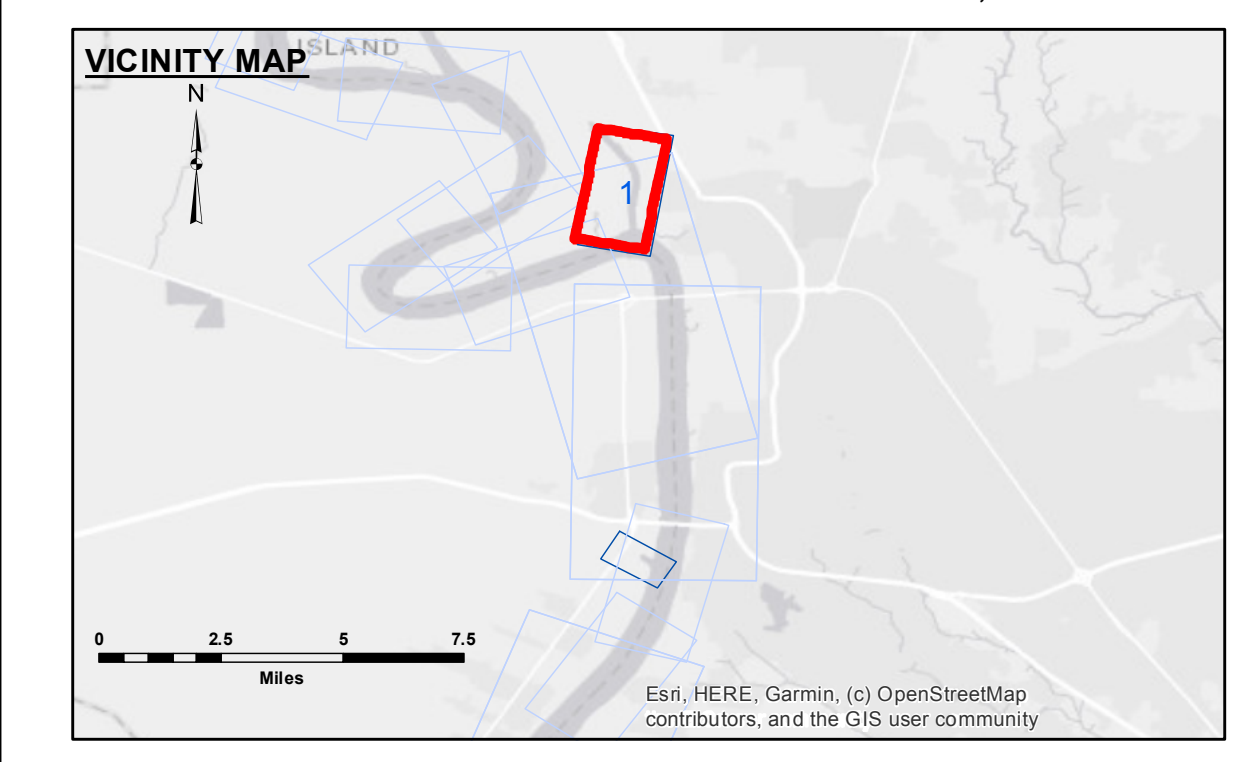 ISLAND
VICINITY MAP
N
1
0 2.5 5 7.5
Miles
Esri, HERE, Garmin, (c) OpenStreetMap
contributors, and the GIS user community